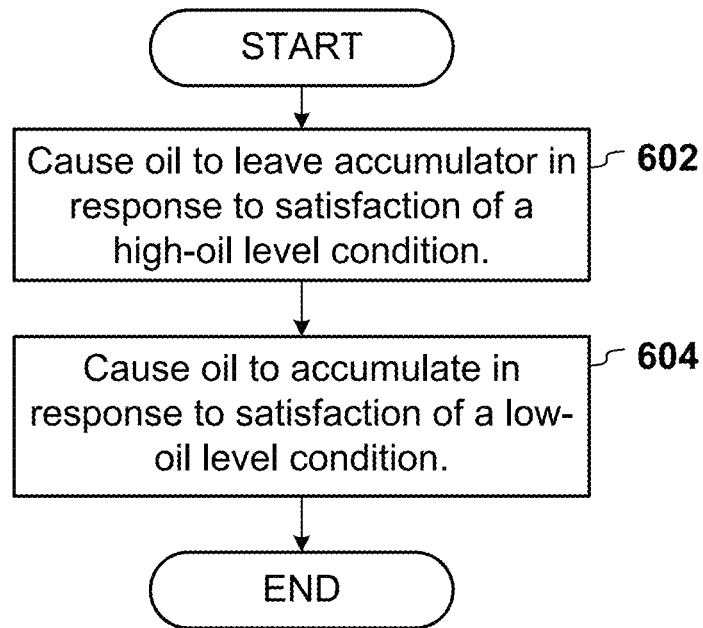 START
Cause oil to leave accumulator in
response to satisfaction of a
high-oil level condition.
602
Cause oil to accumulate in
response to satisfaction of a low-
oil level condition.
604
END